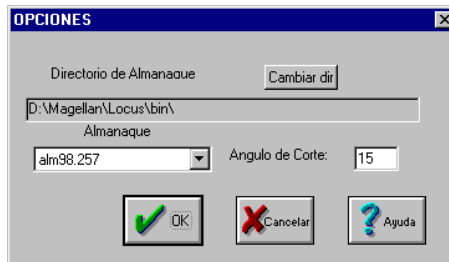 OPCIONES
Directorio de Almanaque
Cambiar dir
D:\Magellan\Locus\bin\
Almanaque
alm98.257
Angulo de Corte:
15
OK
Cancelar
Ayuda